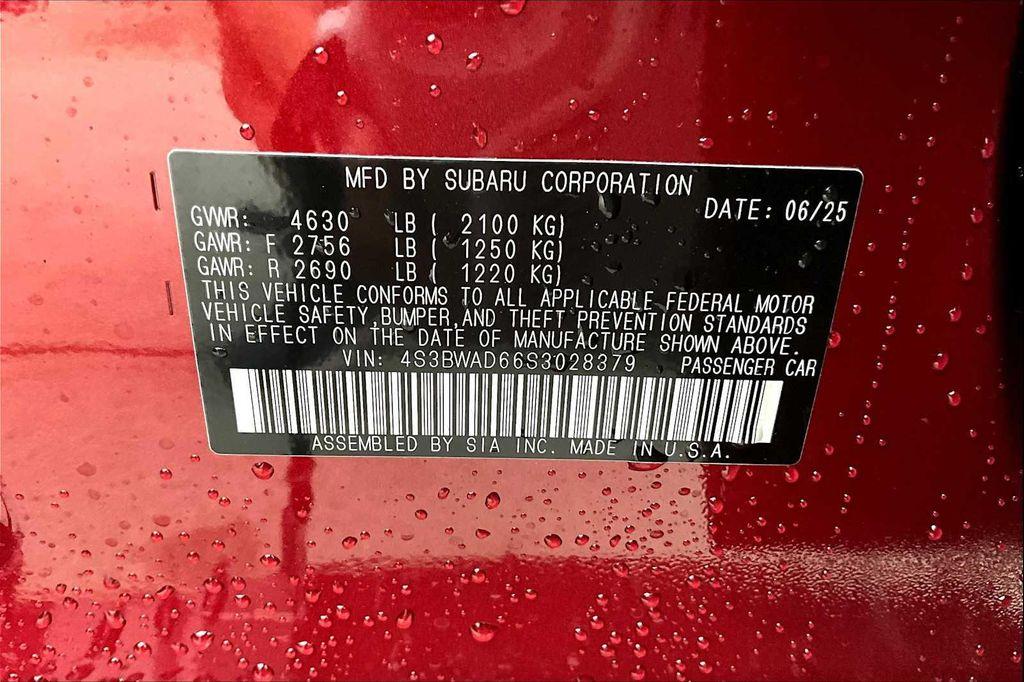 MFD BY SUBARU CORPORATION
DATE: 06/25
GVWR: 4630 LB ( 2100 KG)
GAWR: F 2756 LB ( 1250 KG)
GAWR: R 2690 LB ( 1220 KG)
THIS VEHICLE CONFORMS TO ALL APPLICABLE FEDERAL MOTOR
VEHICLE SAFETY, BUMPER, AND THEFT PREVENTION STANDARDS
IN EFFECT ON THE DATE OF MANUFACTURE SHOWN ABOVE.
VIN: 4S3BWAD66S3028379 PASSENGER CAR
ASSEMBLED BY SIA INC. MADE IN U.S.A.